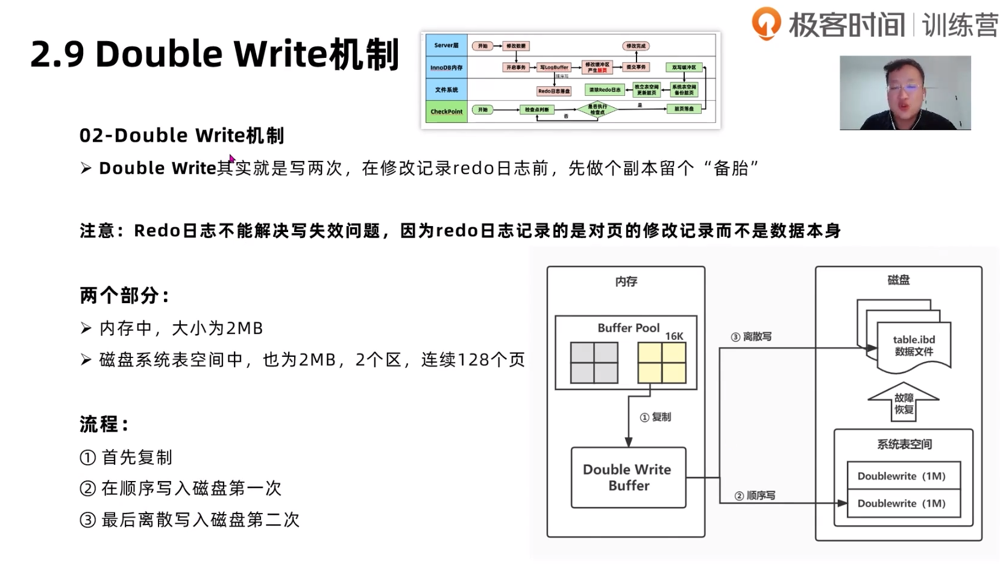 极客时间 | 训练营
2.9 Double Write机制
Server层
开始
修改数据
修改完成
InnoDB内存
开启事务
写LogBuffer
修改缓冲区
产生脏页
提交事务
双写缓冲区
顺序写
文件系统
Redo日志落盘
清除Redo日志
独立表空间
更新脏页
系统表空间
备份脏页
CheckPoint
开始
检查点判断
是否执行
检查点
是
否
脏页落盘
02-Double Write机制
➢ Double Write其实就是写两次，在修改记录redo日志前，先做个副本留个“备胎”
注意：Redo日志不能解决写失效问题，因为redo日志记录的是对页的修改记录而不是数据本身
两个部分：
➢ 内存中，大小为2MB
➢ 磁盘系统表空间中，也为2MB，2个区，连续128个页
流程：
① 首先复制
② 在顺序写入磁盘第一次
③ 最后离散写入磁盘第二次
内存
Buffer Pool
16K
① 复制
Double Write
Buffer
③ 离散写
② 顺序写
磁盘
table.ibd
数据文件
故障
恢复
系统表空间
Doublewrite（1M）
Doublewrite（1M）